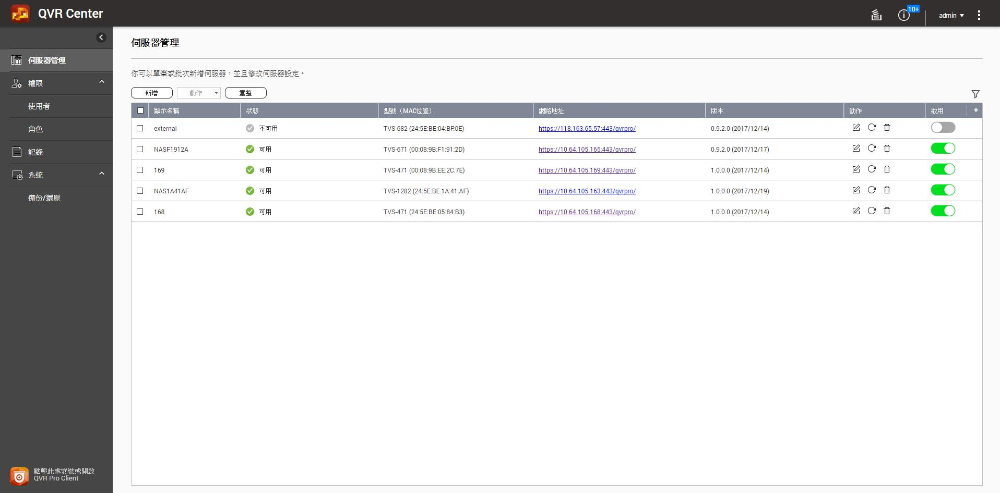 QVR Center
10+
admin
伺服器管理
權限
使用者
角色
記錄
系統
備份/還原
點擊此處安裝或開啟
QVR Pro Client
伺服器管理
你可以單筆或批次新增伺服器，並且修改伺服器設定。
新增 動作 重整
顯示名稱 狀態 型號（MAC位置） 網路地址 版本 動作 啟用 +
external 不可用 TVS-682 (24:5E:BE:04:BF:0E) https://118.163.65.57:443/qvrpro/ 0.9.2.0 (2017/12/14)
NASF1912A 可用 TVS-671 (00:08:9B:F1:91:2D) https://10.64.105.165:443/qvrpro/ 0.9.2.0 (2017/12/17)
169 可用 TVS-471 (00:08:9B:EE:2C:7E) https://10.64.105.169:443/qvrpro/ 1.0.0.0 (2017/12/14)
NAS1A41AF 可用 TVS-1282 (24:5E:BE:1A:41:AF) https://10.64.105.163:443/qvrpro/ 1.0.0.0 (2017/12/19)
168 可用 TVS-471 (24:5E:BE:05:84:B3) https://10.64.105.168:443/qvrpro/ 1.0.0.0 (2017/12/14)